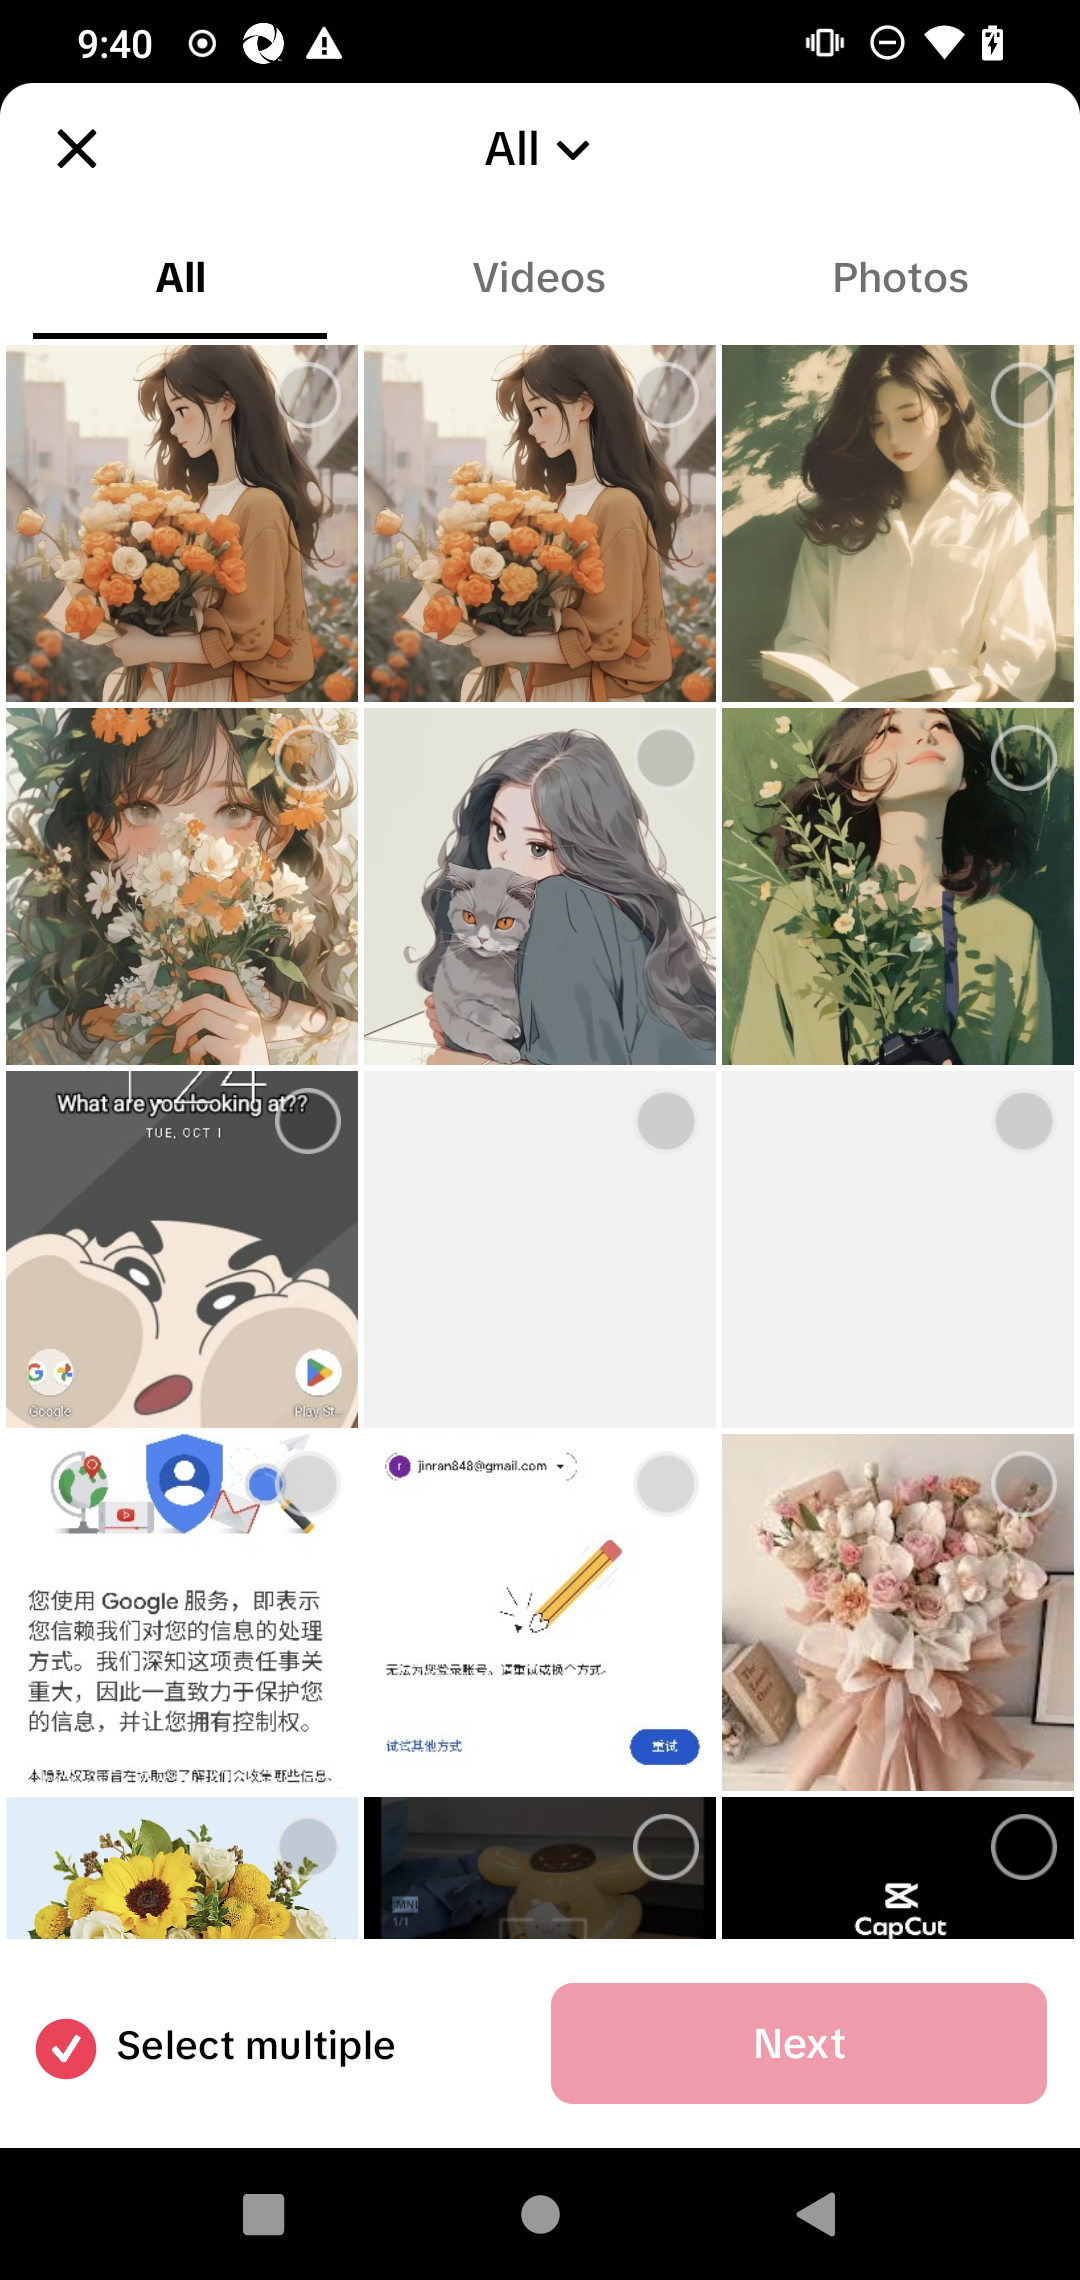 9:40
All
All Videos Photos
What are you looking at??
TUE, OCT 1
Google
Play St...
jinran848@gmail.com
您使用 Google 服务，即表示
您信赖我们对您的信息的处理
方式。我们深知这项责任事关
重大，因此一直致力于保护您
的信息，并让您拥有控制权。
本隐私权政策旨在协助您了解我们会收集哪些信息、
无法为您登录账号。请重试或换个方式。
试试其他方式
重试
1/1
CapCut
Select multiple
Next